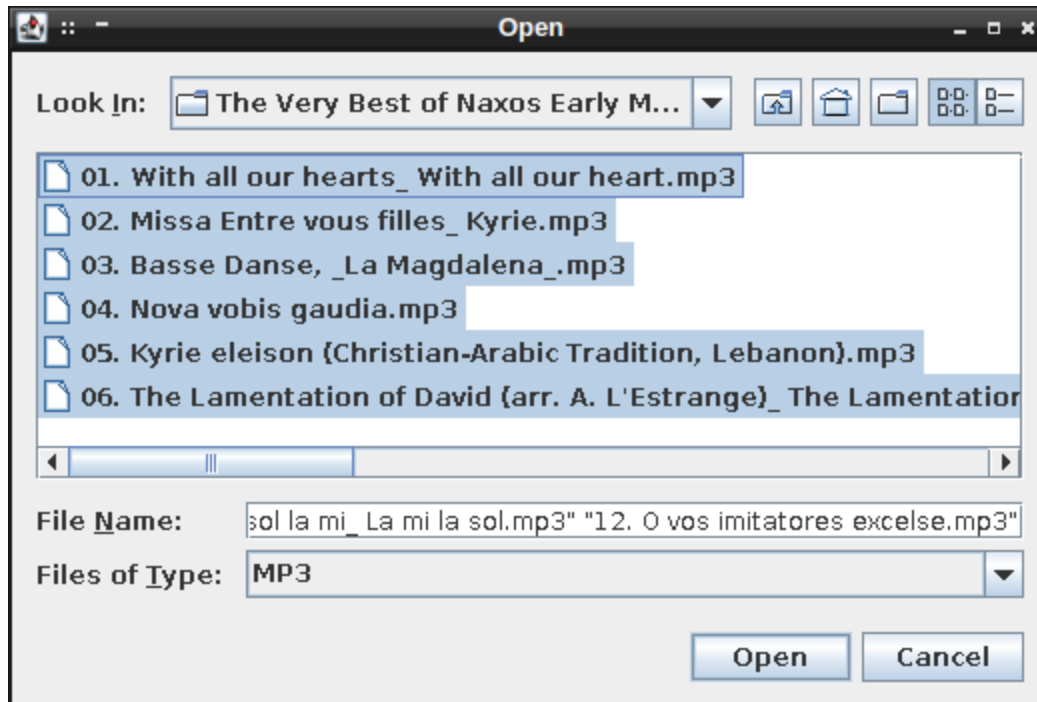 Open
Look In: The Very Best of Naxos Early M...
01. With all our hearts_ With all our heart.mp3
02. Missa Entre vous filles_ Kyrie.mp3
03. Basse Danse, _La Magdalena_.mp3
04. Nova vobis gaudia.mp3
05. Kyrie eleison (Christian-Arabic Tradition, Lebanon).mp3
06. The Lamentation of David (arr. A. L'Estrange)_ The Lamentation
File Name: sol la mi_ La mi la sol.mp3" "12. O vos imitatores excelse.mp3"
Files of Type: MP3
Open Cancel